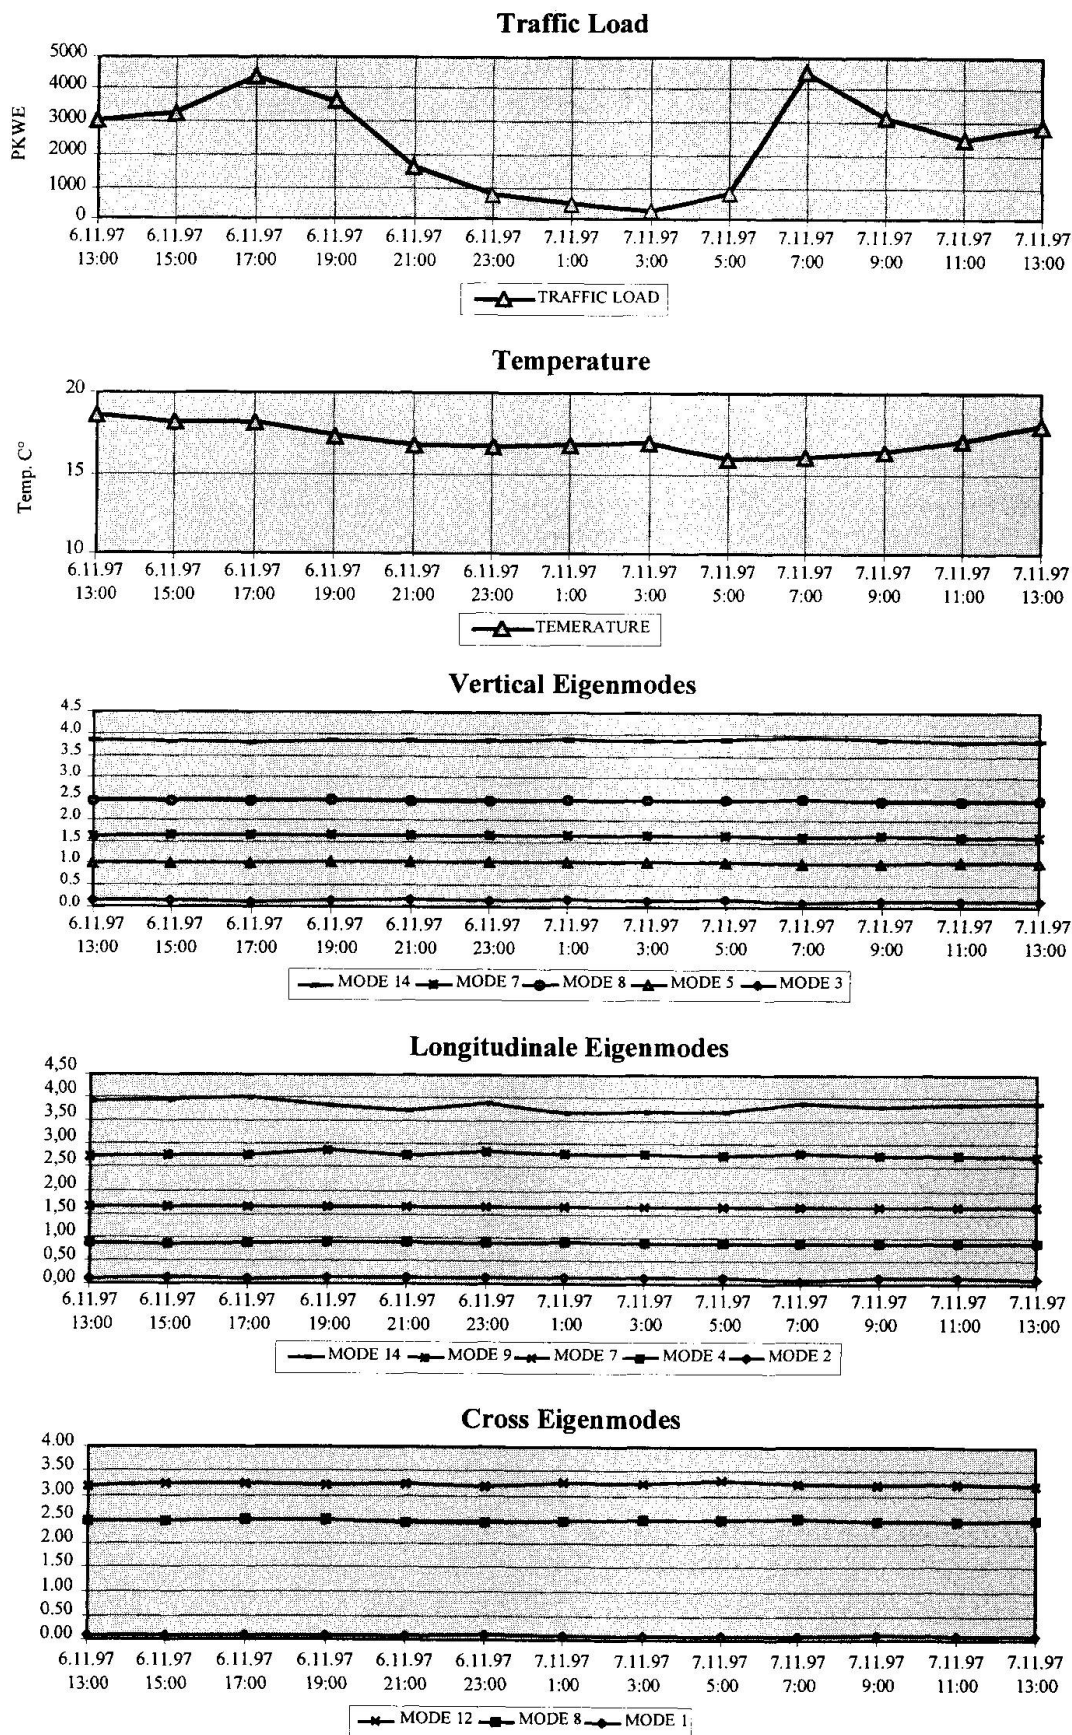 Traffic Load
5000
4000
3000
2000
1000
0
PKWE
6.11.97 6.11.97 6.11.97 6.11.97 6.11.97 6.11.97 7.11.97 7.11.97 7.11.97 7.11.97 7.11.97 7.11.97 7.11.97
13:00 15:00 17:00 19:00 21:00 23:00 1:00 3:00 5:00 7:00 9:00 11:00 13:00
TRAFFIC LOAD
Temperature
20
15
10
Temp. C°
6.11.97 6.11.97 6.11.97 6.11.97 6.11.97 6.11.97 7.11.97 7.11.97 7.11.97 7.11.97 7.11.97 7.11.97 7.11.97
13:00 15:00 17:00 19:00 21:00 23:00 1:00 3:00 5:00 7:00 9:00 11:00 13:00
TEMERATURE
Vertical Eigenmodes
4.5
4.0
3.5
3.0
2.5
2.0
1.5
1.0
0.5
0.0
6.11.97 6.11.97 6.11.97 6.11.97 6.11.97 6.11.97 7.11.97 7.11.97 7.11.97 7.11.97 7.11.97 7.11.97 7.11.97
13:00 15:00 17:00 19:00 21:00 23:00 1:00 3:00 5:00 7:00 9:00 11:00 13:00
MODE 14 MODE 7 MODE 8 MODE 5 MODE 3
Longitudinale Eigenmodes
4,50
4,00
3,50
3,00
2,50
2,00
1,50
1,00
0,50
0,00
6.11.97 6.11.97 6.11.97 6.11.97 6.11.97 6.11.97 7.11.97 7.11.97 7.11.97 7.11.97 7.11.97 7.11.97 7.11.97
13:00 15:00 17:00 19:00 21:00 23:00 1:00 3:00 5:00 7:00 9:00 11:00 13:00
MODE 14 MODE 9 MODE 7 MODE 4 MODE 2
Cross Eigenmodes
4.00
3.50
3.00
2.50
2.00
1.50
1.00
0.50
0.00
6.11.97 6.11.97 6.11.97 6.11.97 6.11.97 6.11.97 7.11.97 7.11.97 7.11.97 7.11.97 7.11.97 7.11.97 7.11.97
13:00 15:00 17:00 19:00 21:00 23:00 1:00 3:00 5:00 7:00 9:00 11:00 13:00
MODE 12 MODE 8 MODE 1